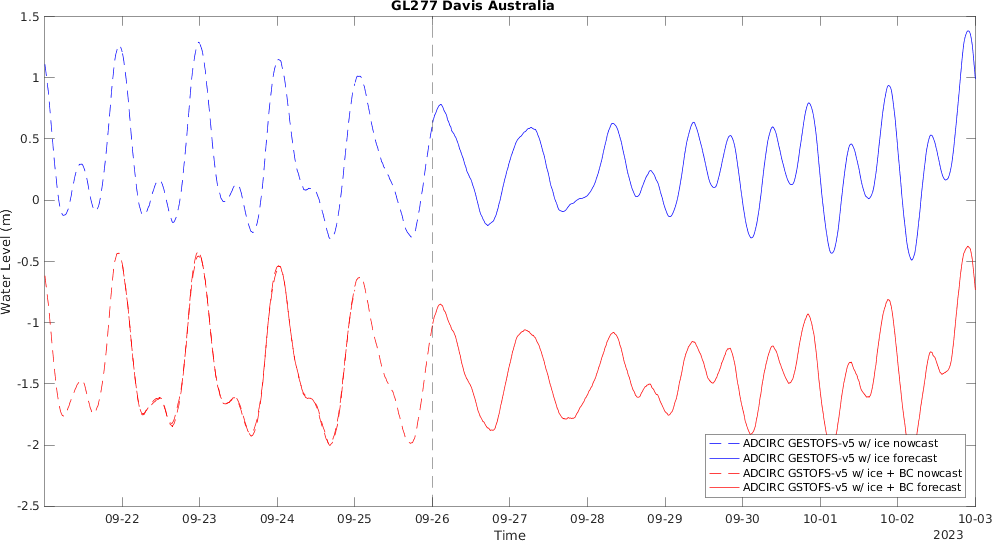 GL277 Davis Australia
1.5
1
0.5
0
-0.5
-1
-1.5
-2
-2.5
Water Level (m)
ADCIRC GESTOFS-v5 w/ ice nowcast
ADCIRC GESTOFS-v5 w/ ice forecast
ADCIRC GSTOFS-v5 w/ ice + BC nowcast
ADCIRC GSTOFS-v5 w/ ice + BC forecast
09-22 09-23 09-24 09-25 09-26 09-27 09-28 09-29 09-30 10-01 10-02 10-03
Time
2023